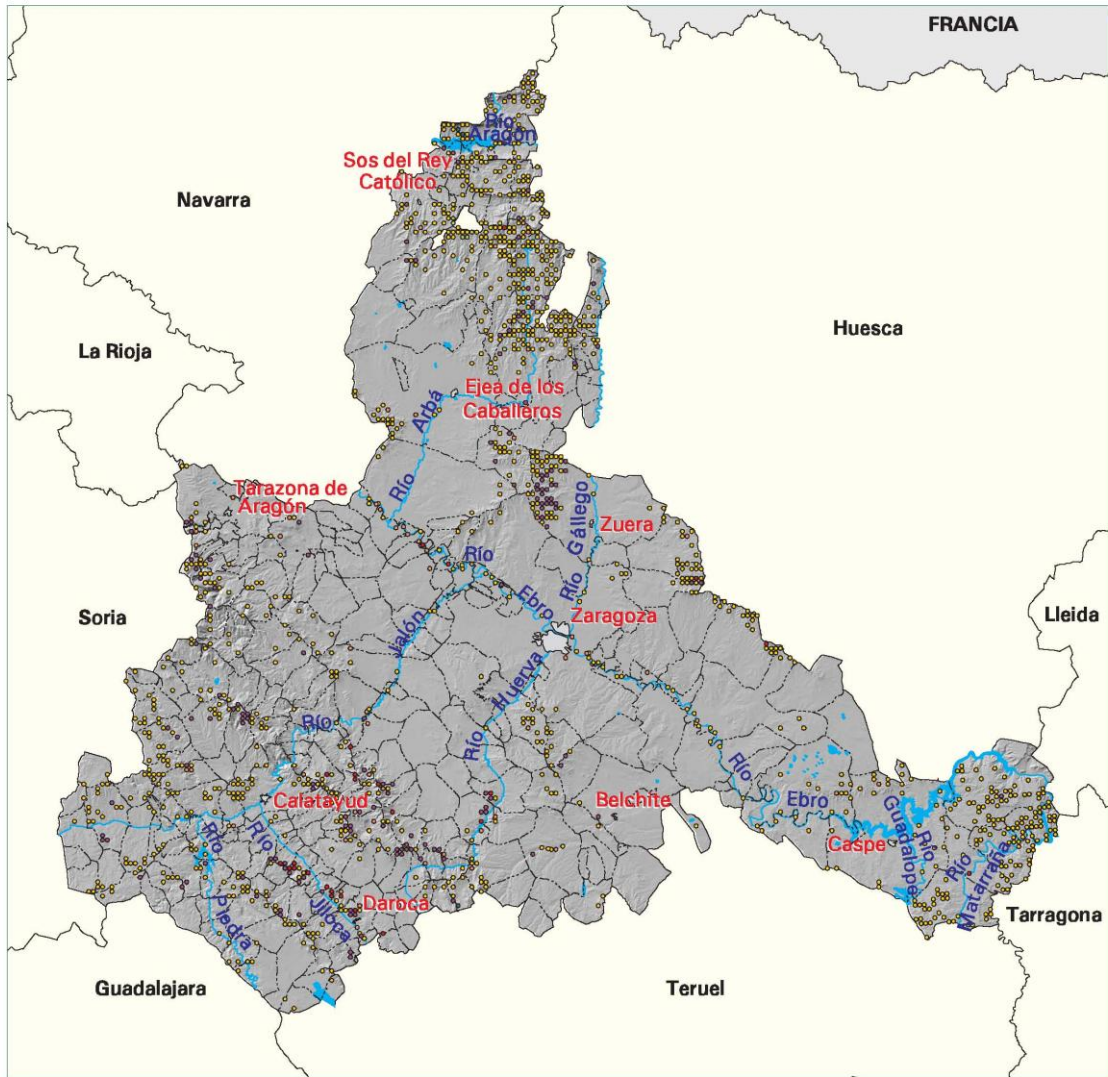 FRANCIA
Río
Aragón
Sos del Rey
Católico
Navarra
Huesca
La Rioja
Ejea de los
Caballeros
Arbá
Río
Tarazona de
Aragón
Gállego
Río
Zuera
Río
Ebro
Zaragoza
Soria
Lleida
Jalón
Río
Huerva
Río
Río
Ebro
Calatayud
Belchite
Caspe
Guadalope
Río
Río
Matarraña
Río
Piedra
Río
Jiloca
Daroca
Tarragona
Guadalajara
Teruel